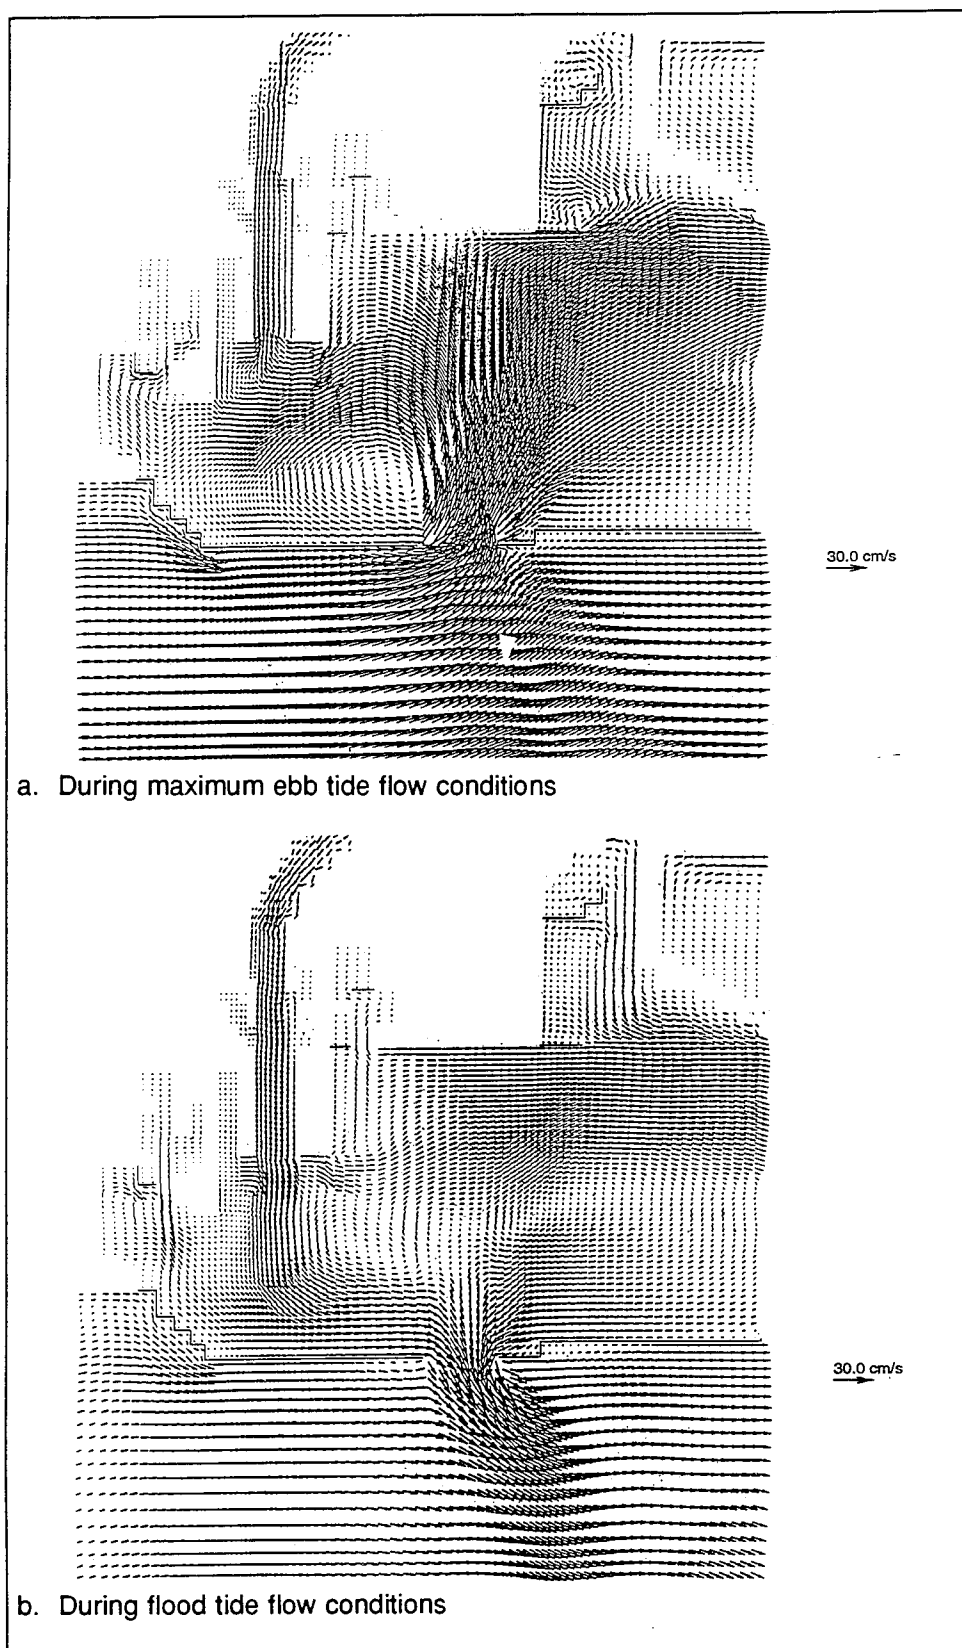 30.0 cm/s
a. During maximum ebb tide flow conditions
30.0 cm/s
b. During flood tide flow conditions